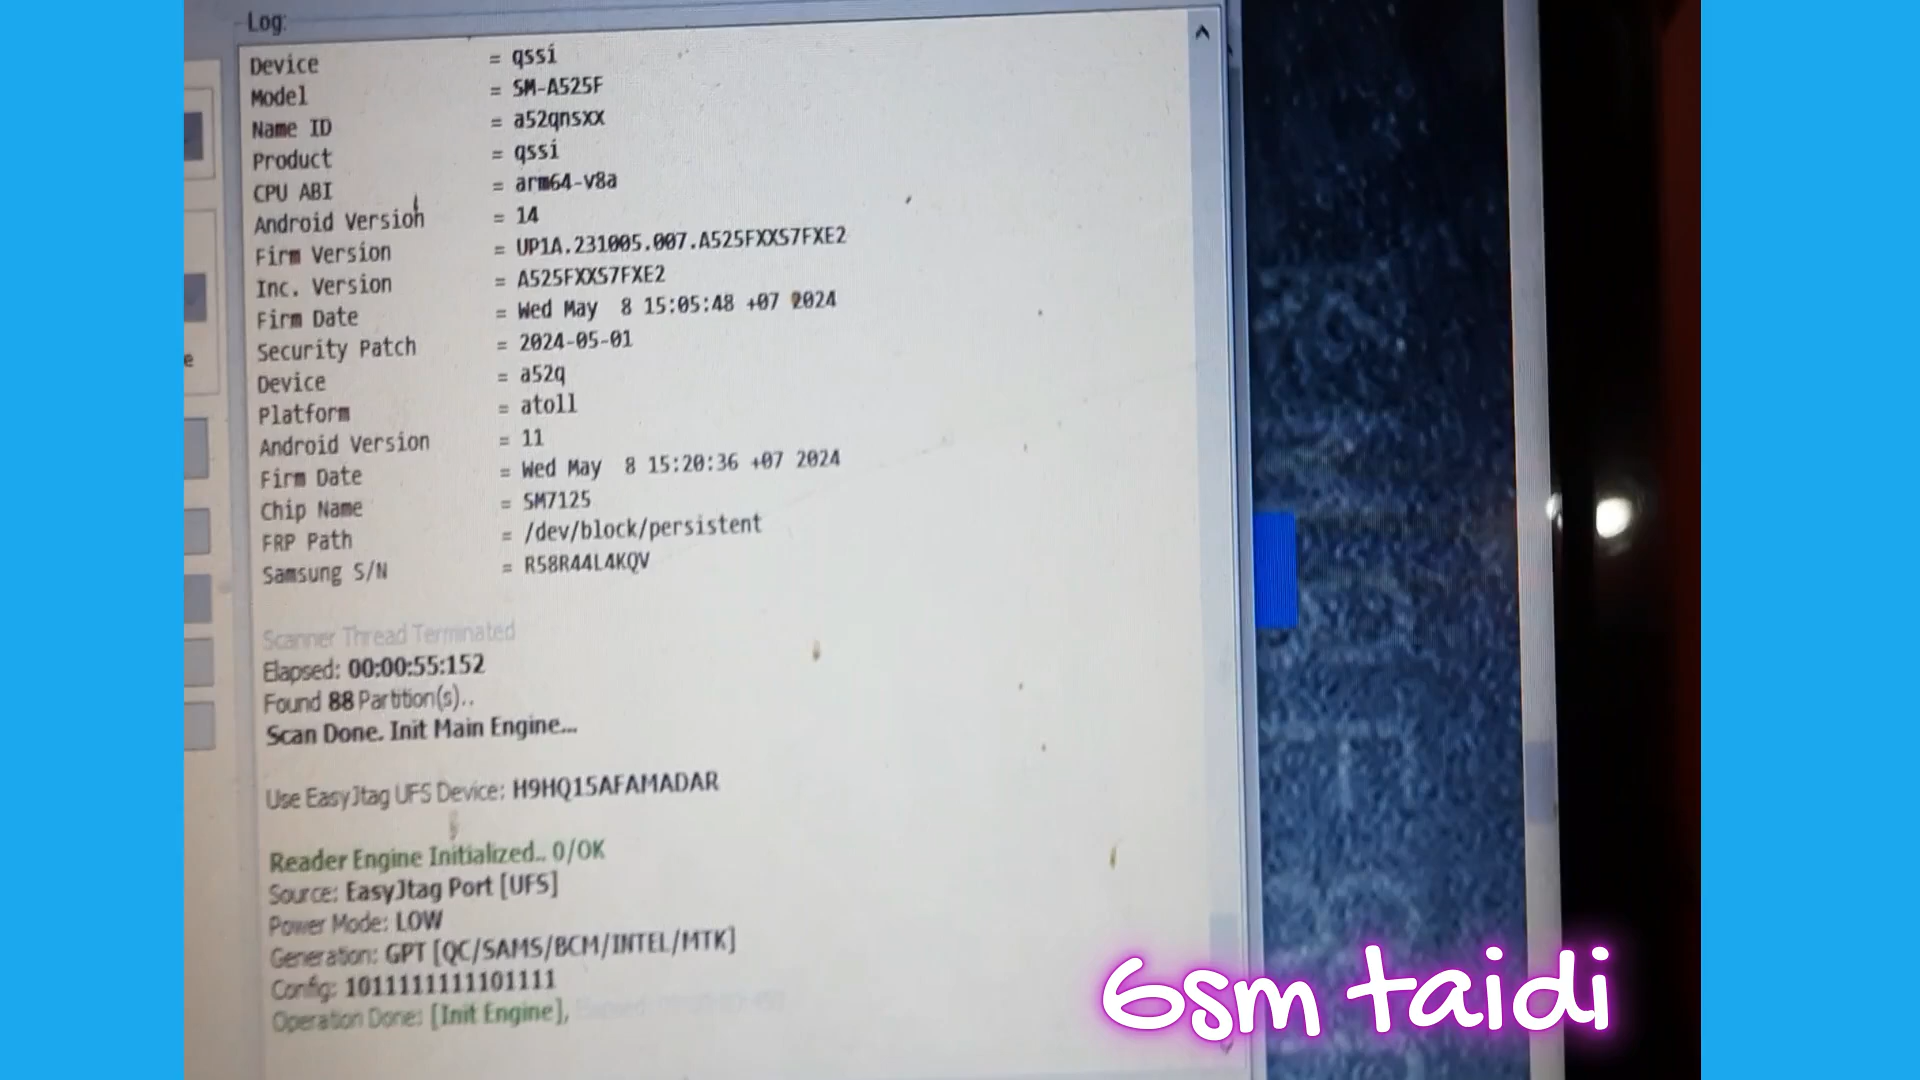 Log:
Device = qssi
Model = SM-A525F
Name ID = a52qnsxx
Product = qssi
CPU ABI = arm64-v8a
Android Version = 14
Firm Version = UP1A.231005.007.A525FXXS7FXE2
Inc. Version = A525FXXS7FXE2
Firm Date = Wed May 8 15:05:48 +07 2024
Security Patch = 2024-05-01
Device = a52q
Platform = atoll
Android Version = 11
Firm Date = Wed May 8 15:20:36 +07 2024
Chip Name = SM7125
FRP Path = /dev/block/persistent
Samsung S/N = R58R44L4KQV
Scanner Thread Terminated
Elapsed: 00:00:55:152
Found 88 Partition(s)..
Scan Done. Init Main Engine...
Use EasyJtag UFS Device: H9HQ15AFAMADAR
Reader Engine Initialized.. 0/OK
Source: EasyJtag Port [UFS]
Power Mode: LOW
Generation: GPT [QC/SAMS/BCM/INTEL/MTK]
Config: 1011111111101111
Operation Done: [Init Engine],
e
6sm taidi